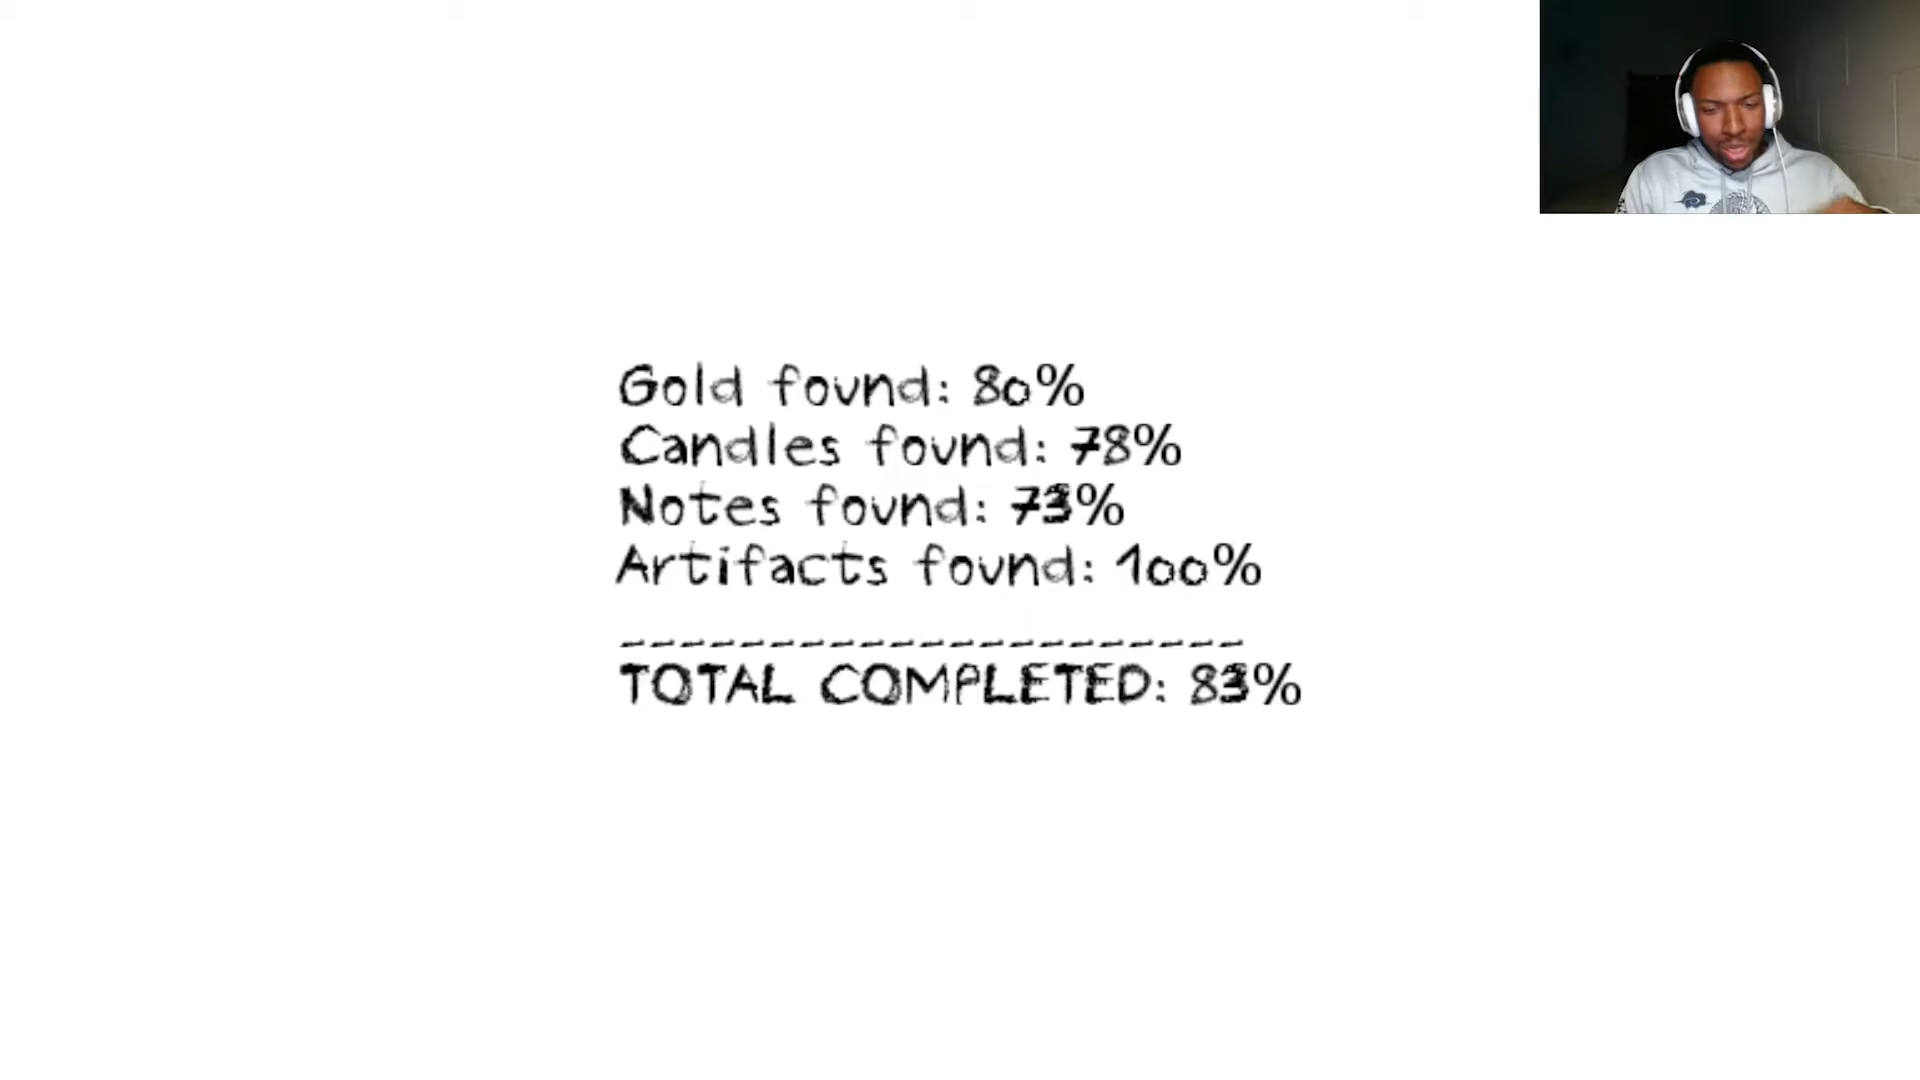 Gold found: 80%
Candles found: 78%
Notes found: 73%
Artifacts found: 100%
---------------------
TOTAL COMPLETED: 83%